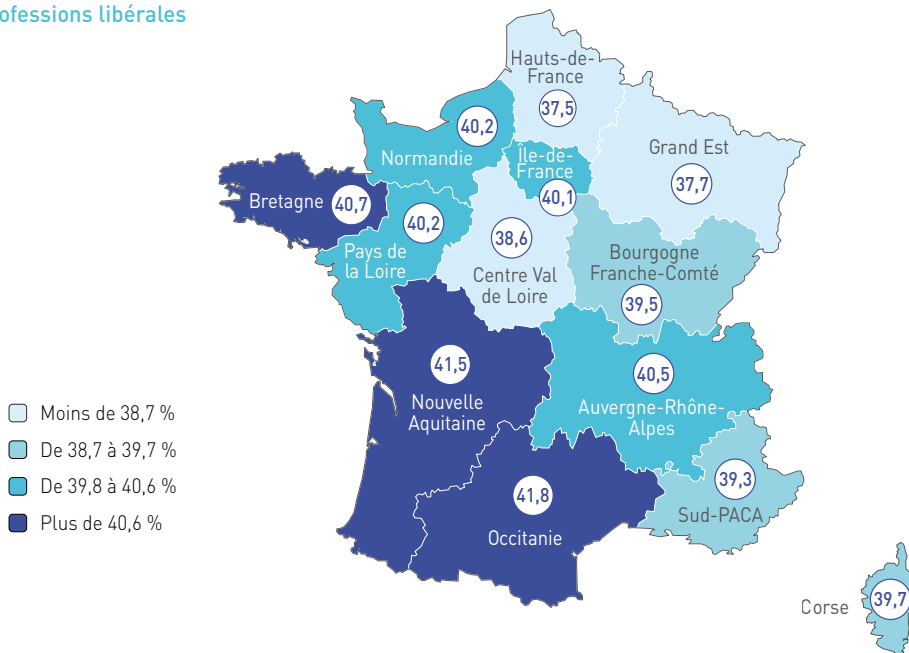 ofessions libérales
Hauts-de-
France
37,5
40,2
Normandie
Île-de-
France
40,1
Grand Est
37,7
Bretagne
40,7
40,2
Pays de
la Loire
38,6
Centre Val
de Loire
Bourgogne
Franche-Comté
39,5
41,5
Nouvelle
Aquitaine
40,5
Auvergne-Rhône-
Alpes
39,3
Sud-PACA
41,8
Occitanie
Corse
39,7
Moins de 38,7 %
De 38,7 à 39,7 %
De 39,8 à 40,6 %
Plus de 40,6 %